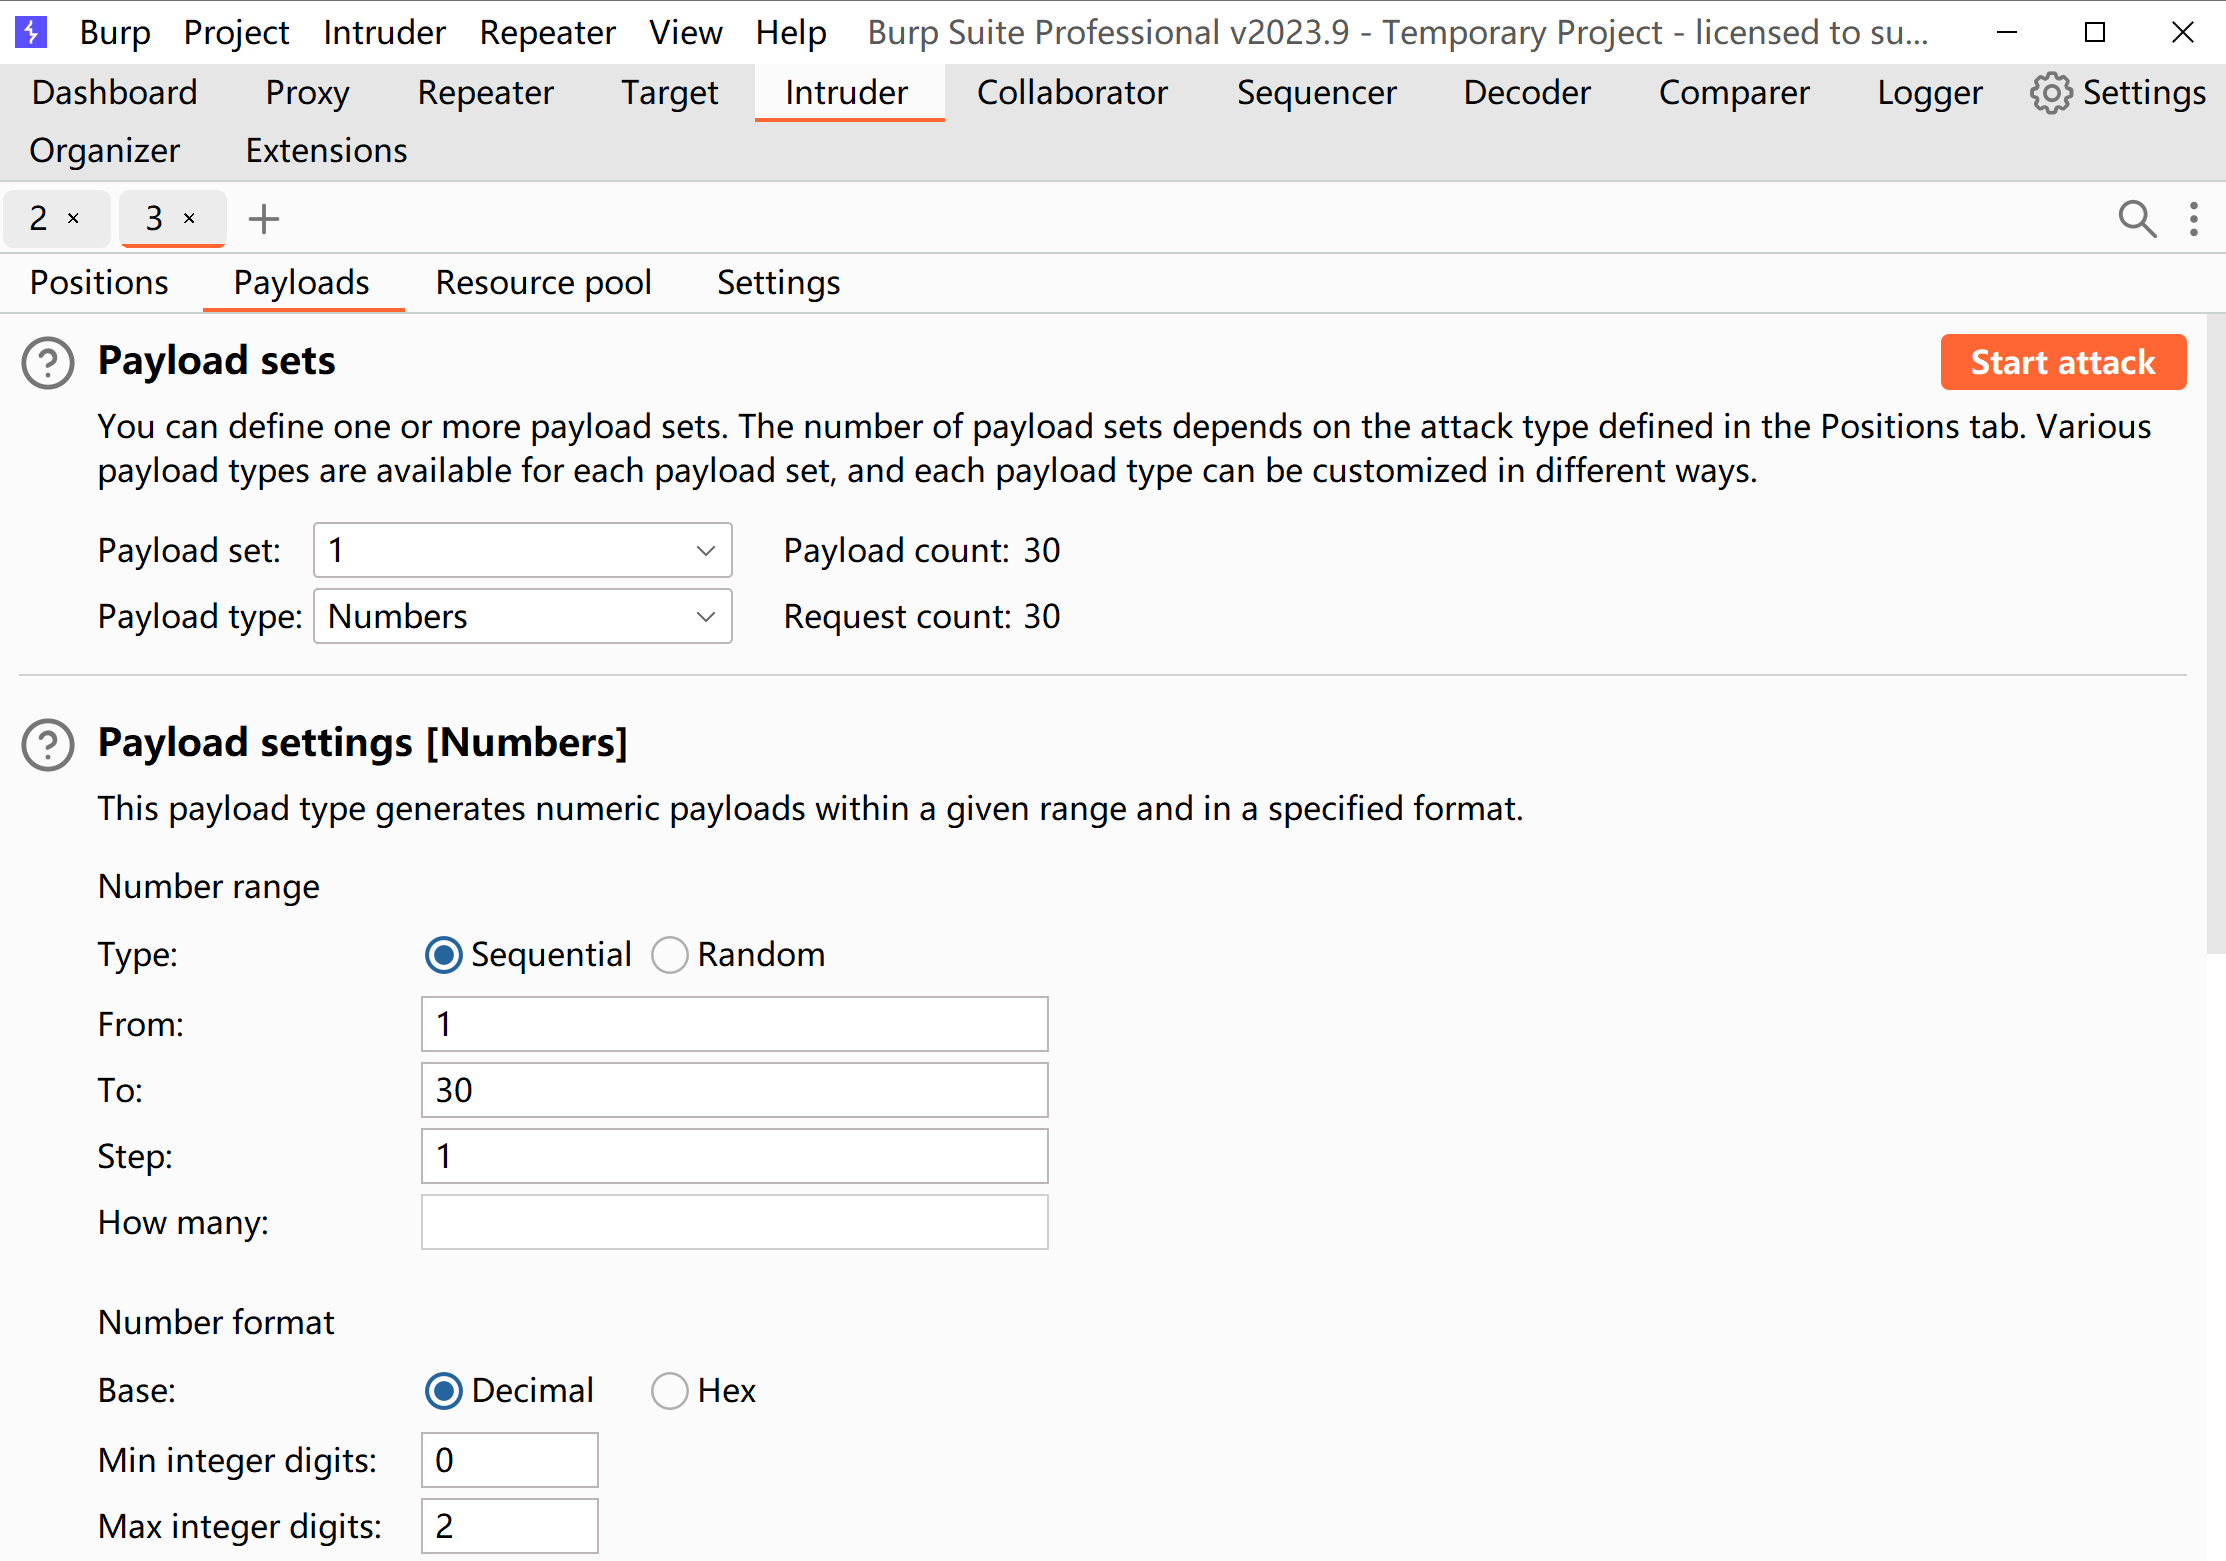 Burp Project Intruder Repeater View Help Burp Suite Professional v2023.9 - Temporary Project - licensed to su...
Dashboard Proxy Repeater Target Intruder Collaborator Sequencer Decoder Comparer Logger Settings
Organizer Extensions
2 × 3 × +
Positions Payloads Resource pool Settings
? Payload sets Start attack
You can define one or more payload sets. The number of payload sets depends on the attack type defined in the Positions tab. Various
payload types are available for each payload set, and each payload type can be customized in different ways.
Payload set: 1 Payload count: 30
Payload type: Numbers Request count: 30
? Payload settings [Numbers]
This payload type generates numeric payloads within a given range and in a specified format.
Number range
Type: Sequential Random
From: 1
To: 30
Step: 1
How many:
Number format
Base: Decimal Hex
Min integer digits: 0
Max integer digits: 2